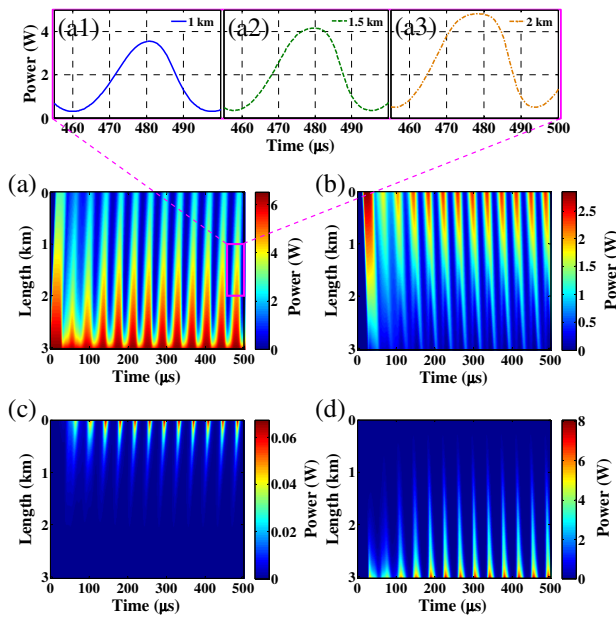 (a1) 1 km (a2) 1.5 km (a3) 2 km
Power (W)
4
2
0
460 470 480 490 460 470 480 490 460 470 480 490 500
Time (μs)
(a)
Length (km)
0
1
2
3
0 100 200 300 400 500
Time (μs)
6
4
2
0
Power (W)
(b)
Length (km)
0
1
2
3
0 100 200 300 400 500
Time (μs)
2.5
2
1.5
1
0.5
0
Power (W)
(c)
Length (km)
0
1
2
3
0 100 200 300 400 500
Time (μs)
0.06
0.04
0.02
0
Power (W)
(d)
Length (km)
0
1
2
3
0 100 200 300 400 500
Time (μs)
8
6
4
2
0
Power (W)